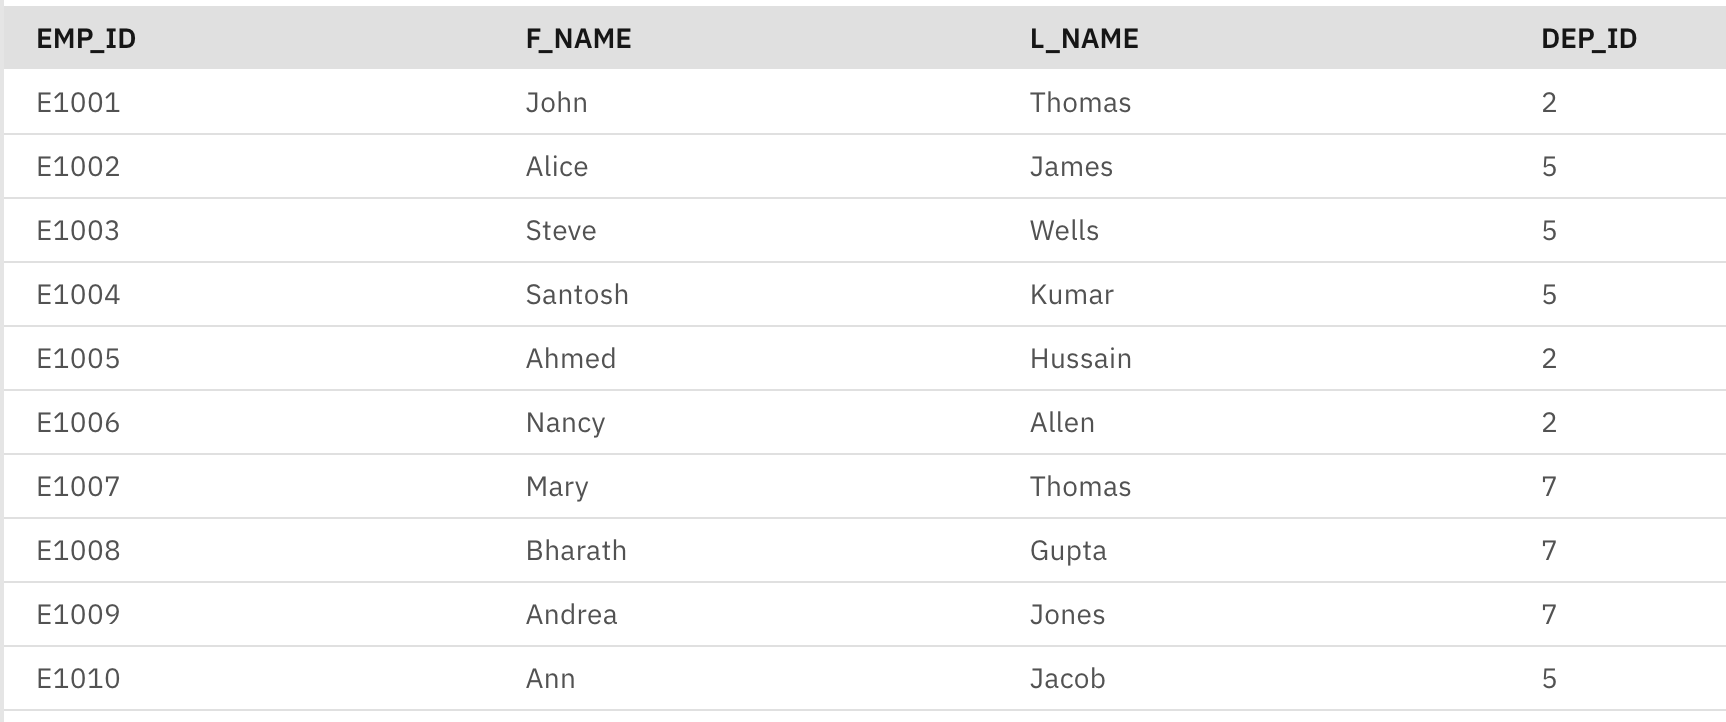 EMP_ID F_NAME L_NAME DEP_ID
E1001 John Thomas 2
E1002 Alice James 5
E1003 Steve Wells 5
E1004 Santosh Kumar 5
E1005 Ahmed Hussain 2
E1006 Nancy Allen 2
E1007 Mary Thomas 7
E1008 Bharath Gupta 7
E1009 Andrea Jones 7
E1010 Ann Jacob 5